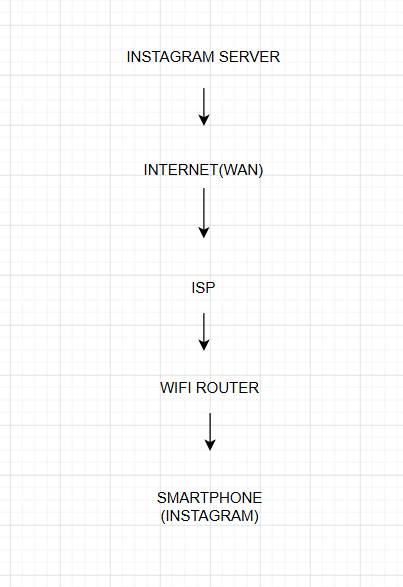 INSTAGRAM SERVER
INTERNET(WAN)
ISP
WIFI ROUTER
SMARTPHONE
(INSTAGRAM)